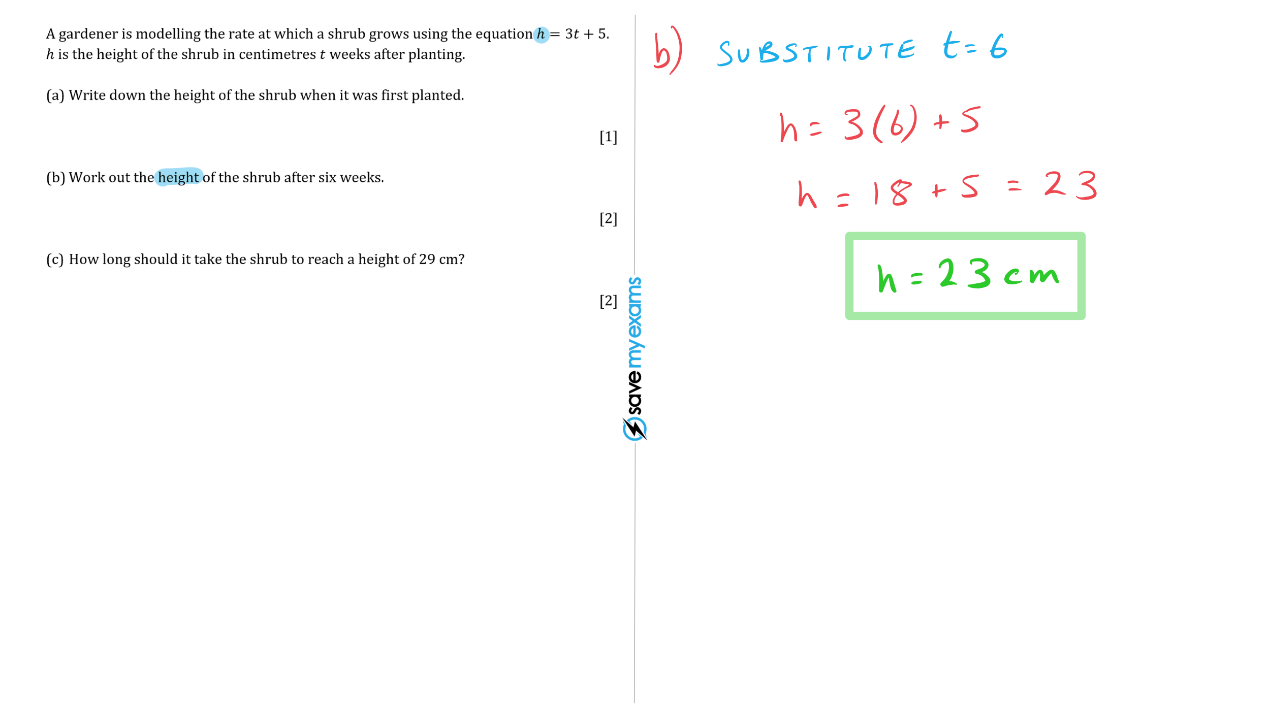 A gardener is modelling the rate at which a shrub grows using the equation h = 3t + 5.
h is the height of the shrub in centimetres t weeks after planting.
(a) Write down the height of the shrub when it was first planted.
[1]
(b) Work out the height of the shrub after six weeks.
[2]
(c) How long should it take the shrub to reach a height of 29 cm?
[2]
save my exams
b) SUBSTITUTE t = 6
h = 3(6) + 5
h = 18 + 5 = 23
h = 23 cm